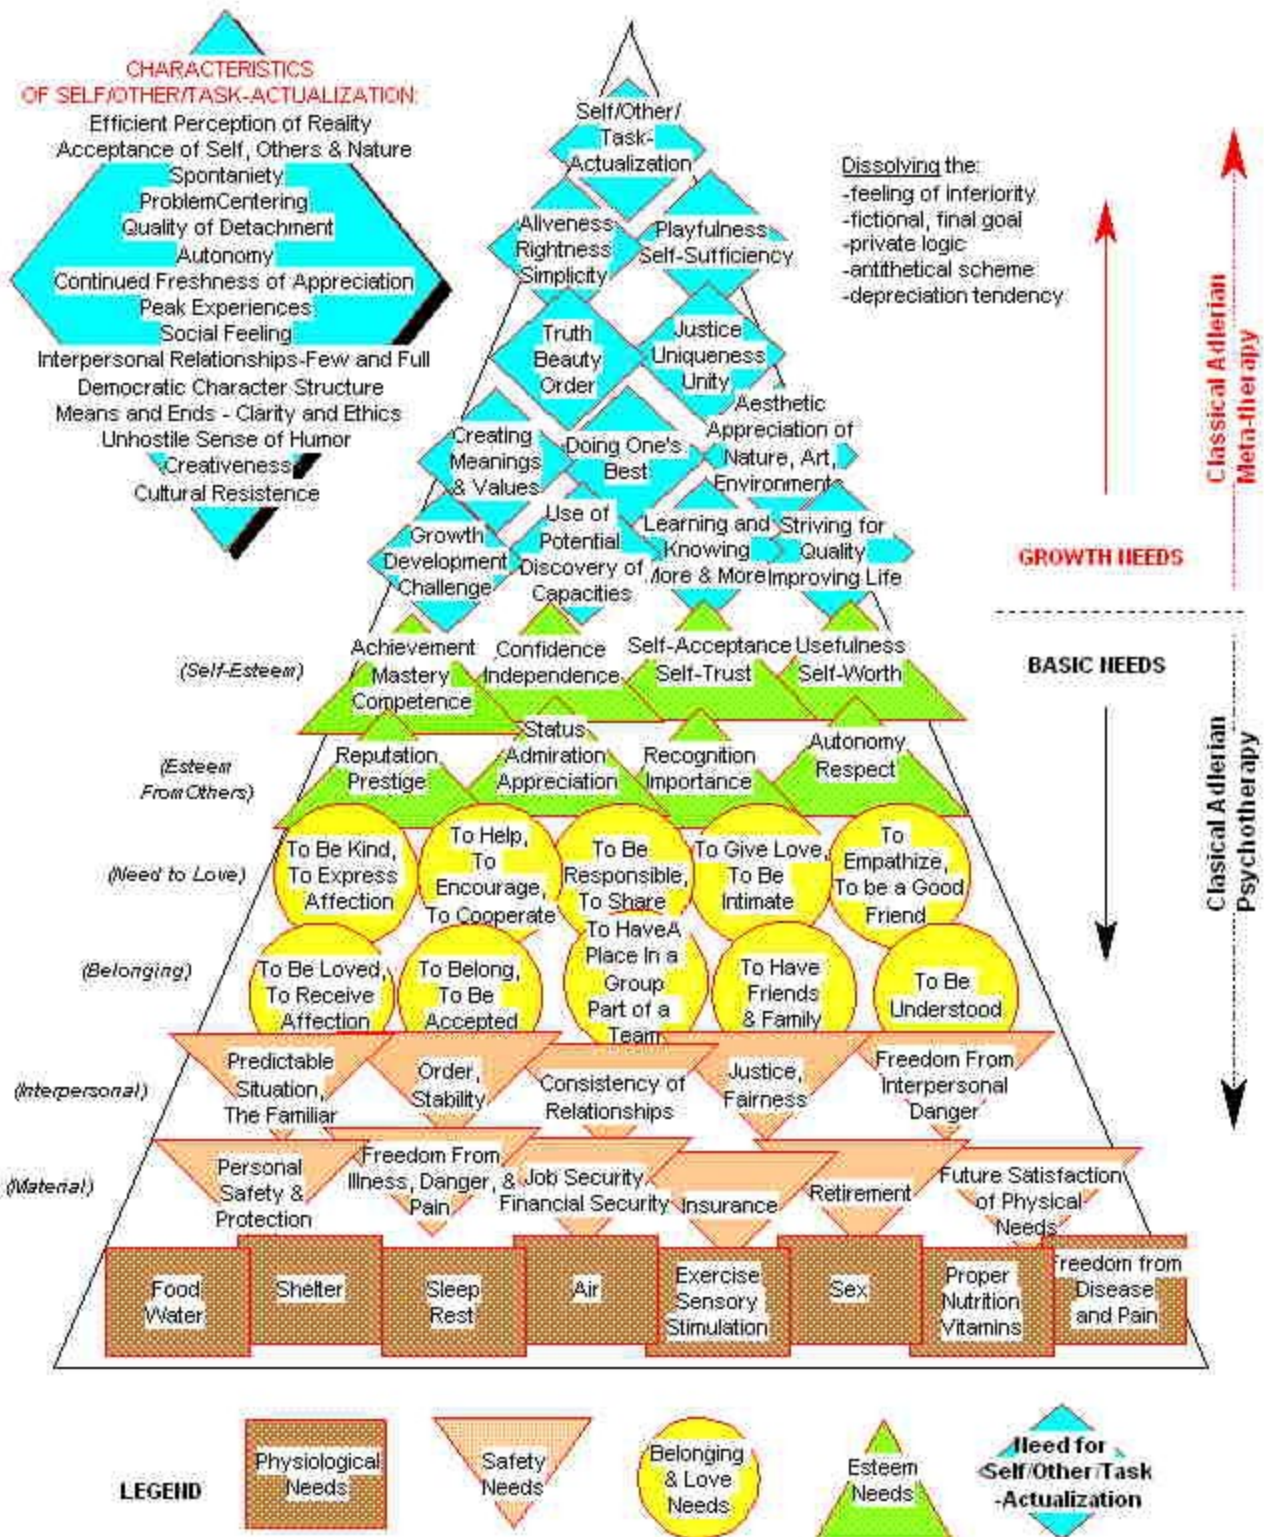 CHARACTERISTICS
OF SELF/OTHER/TASK-ACTUALIZATION:
Efficient Perception of Reality
Acceptance of Self, Others & Nature
Spontaniety
ProblemCentering
Quality of Detachment
Autonomy
Continued Freshness of Appreciation
Peak Experiences
Social Feeling
Interpersonal Relationships-Few and Full
Democratic Character Structure
Means and Ends - Clarity and Ethics
Unhostile Sense of Humor
Creativeness
Cultural Resistence
Self/Other/
Task-
Actualization
Aliveness
Rightness
Simplicity
Playfulness
Self-Sufficiency
Truth
Beauty
Order
Justice
Uniqueness
Unity
Creating
Meanings
& Values
Doing One's
Best
Aesthetic
Appreciation of
Nature, Art,
Environments
Growth
Development
Challenge
Use of
Potential
Discovery of
Capacities
Learning and
Knowing
More & More
Striving for
Quality
Improving Life
Dissolving the:
-feeling of inferiority
-fictional, final goal
-private logic
-antithetical scheme
-depreciation tendency
Classical Adlerian
Meta-therapy
GROWTH NEEDS
BASIC NEEDS
Clasical Adlerian
Psychotherapy
(Self-Esteem)
Achievement
Mastery
Competence
Confidence
Independence
Self-Acceptance
Self-Trust
Usefulness
Self-Worth
(Esteem
From Others)
Reputation
Prestige
Status
Admiration
Appreciation
Recognition
Importance
Autonomy
Respect
(Need to Love)
To Be Kind,
To Express
Affection
To Help,
To
Encourage,
To Cooperate
To Be
Responsible,
To Share
To Give Love,
To Be
Intimate
To
Empathize,
To be a Good
Friend
(Belonging)
To Be Loved,
To Receive
Affection
To Belong,
To Be
Accepted
To Have A
Place In a
Group
Part of a
Team
To Have
Friends
& Family
To Be
Understood
(Interpersonal)
Predictable
Situation,
The Familiar
Order,
Stability
Consistency of
Relationships
Justice,
Fairness
Freedom From
Interpersonal
Danger
(Material)
Personal
Safety &
Protection
Freedom From
Illness, Danger, &
Pain
Job Security,
Financial Security
Insurance
Retirement
Future Satisfaction
of Physical
Needs
Food
Water
Shelter
Sleep
Rest
Air
Exercise
Sensory
Stimulation
Sex
Proper
Nutrition
Vitamins
Freedom from
Disease
and Pain
LEGEND
Physiological
Needs
Safety
Needs
Belonging
& Love
Needs
Esteem
Needs
Need for
Self/Other/Task
-Actualization